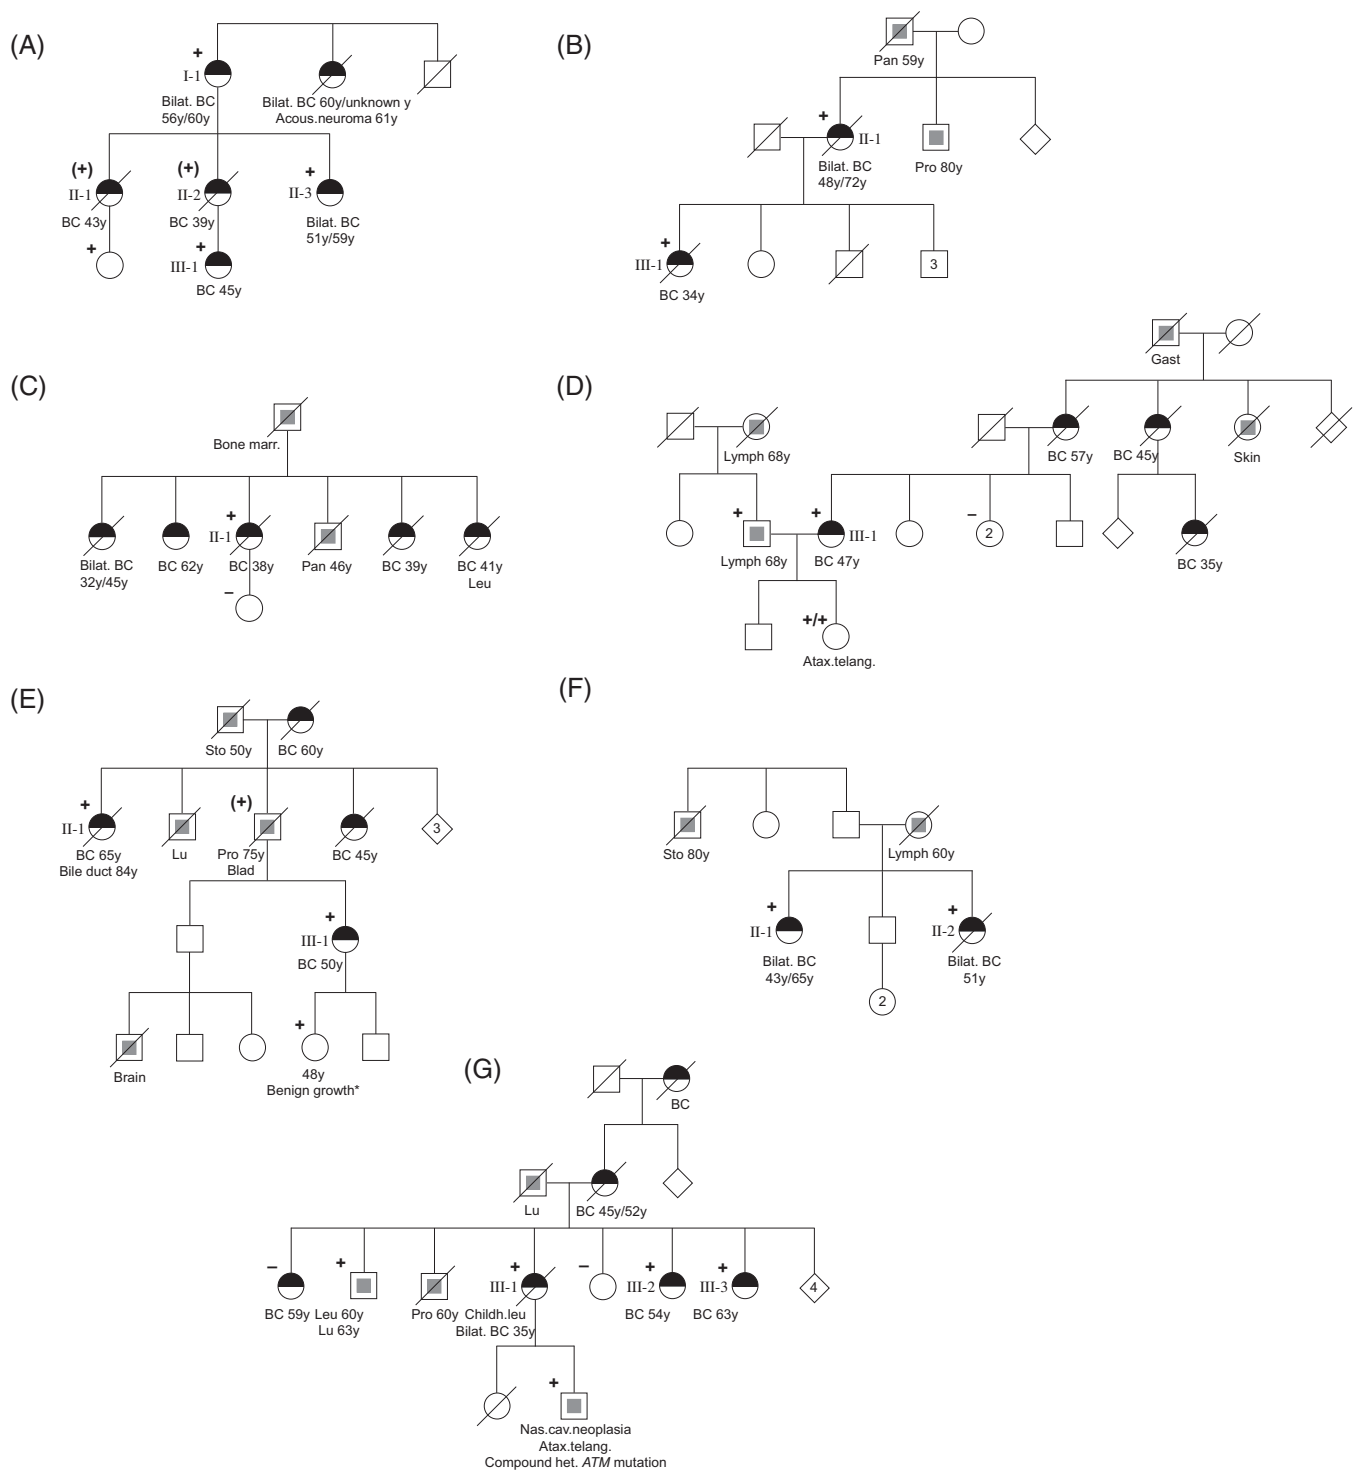 (A)
+
I-1
Bilat. BC
56y/60y
Bilat. BC 60y/unknown y
Acous.neuroma 61y
(+)
II-1
BC 43y
(+)
II-2
BC 39y
+
II-3
Bilat. BC
51y/59y
+
+
III-1
BC 45y
(B)
Pan 59y
+
II-1
Bilat. BC
48y/72y
Pro 80y
+
III-1
BC 34y
3
(C)
Bone marr.
Bilat. BC
32y/45y
BC 62y
+
II-1
BC 38y
Pan 46y
BC 39y
BC 41y
Leu
–
(D)
Gast
Lymph 68y
BC 57y
BC 45y
Skin
+
Lymph 68y
+
III-1
BC 47y
–
2
BC 35y
+/+
Atax.telang.
(E)
Sto 50y
BC 60y
+
II-1
BC 65y
Bile duct 84y
Lu
(+)
Pro 75y
Blad
BC 45y
3
+
III-1
BC 50y
Brain
+
48y
Benign growth*
(F)
Sto 80y
Lymph 60y
+
II-1
Bilat. BC
43y/65y
+
II-2
Bilat. BC
51y
2
(G)
BC
Lu
BC 45y/52y
–
BC 59y
+
Leu 60y
Lu 63y
Pro 60y
+
III-1
Childh.leu
Bilat. BC 35y
–
+
III-2
BC 54y
+
III-3
BC 63y
4
+
Nas.cav.neoplasia
Atax.telang.
Compound het. ATM mutation